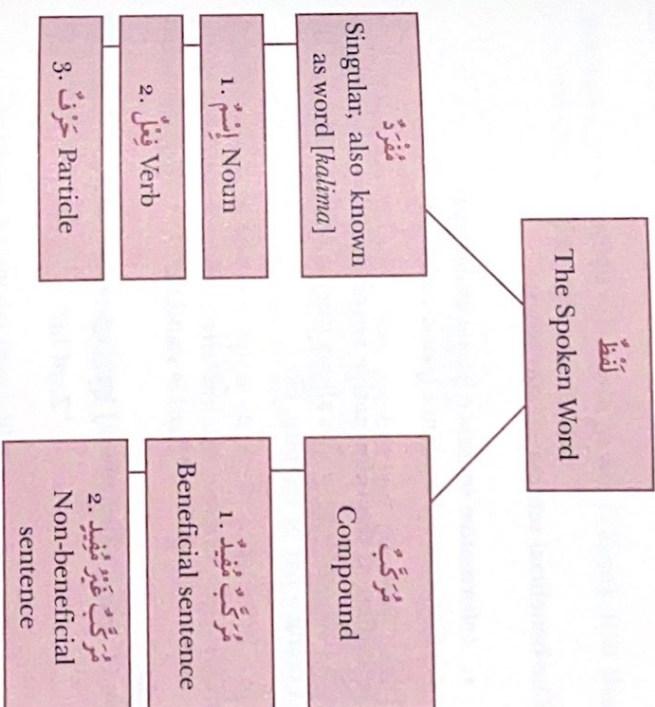 لَفْظٌ
The Spoken Word
مُفْرَدٌ
Singular, also known
as word [kalima]
1. إِسْمٌ Noun
2. فِعْلٌ Verb
3. حَرْفٌ Particle
مُرَكَّبٌ
Compound
1. مُرَكَّبٌ مُفِيدٌ
Beneficial sentence
2. مُرَكَّبٌ غَيْرُ مُفِيدٍ
Non-beneficial
sentence